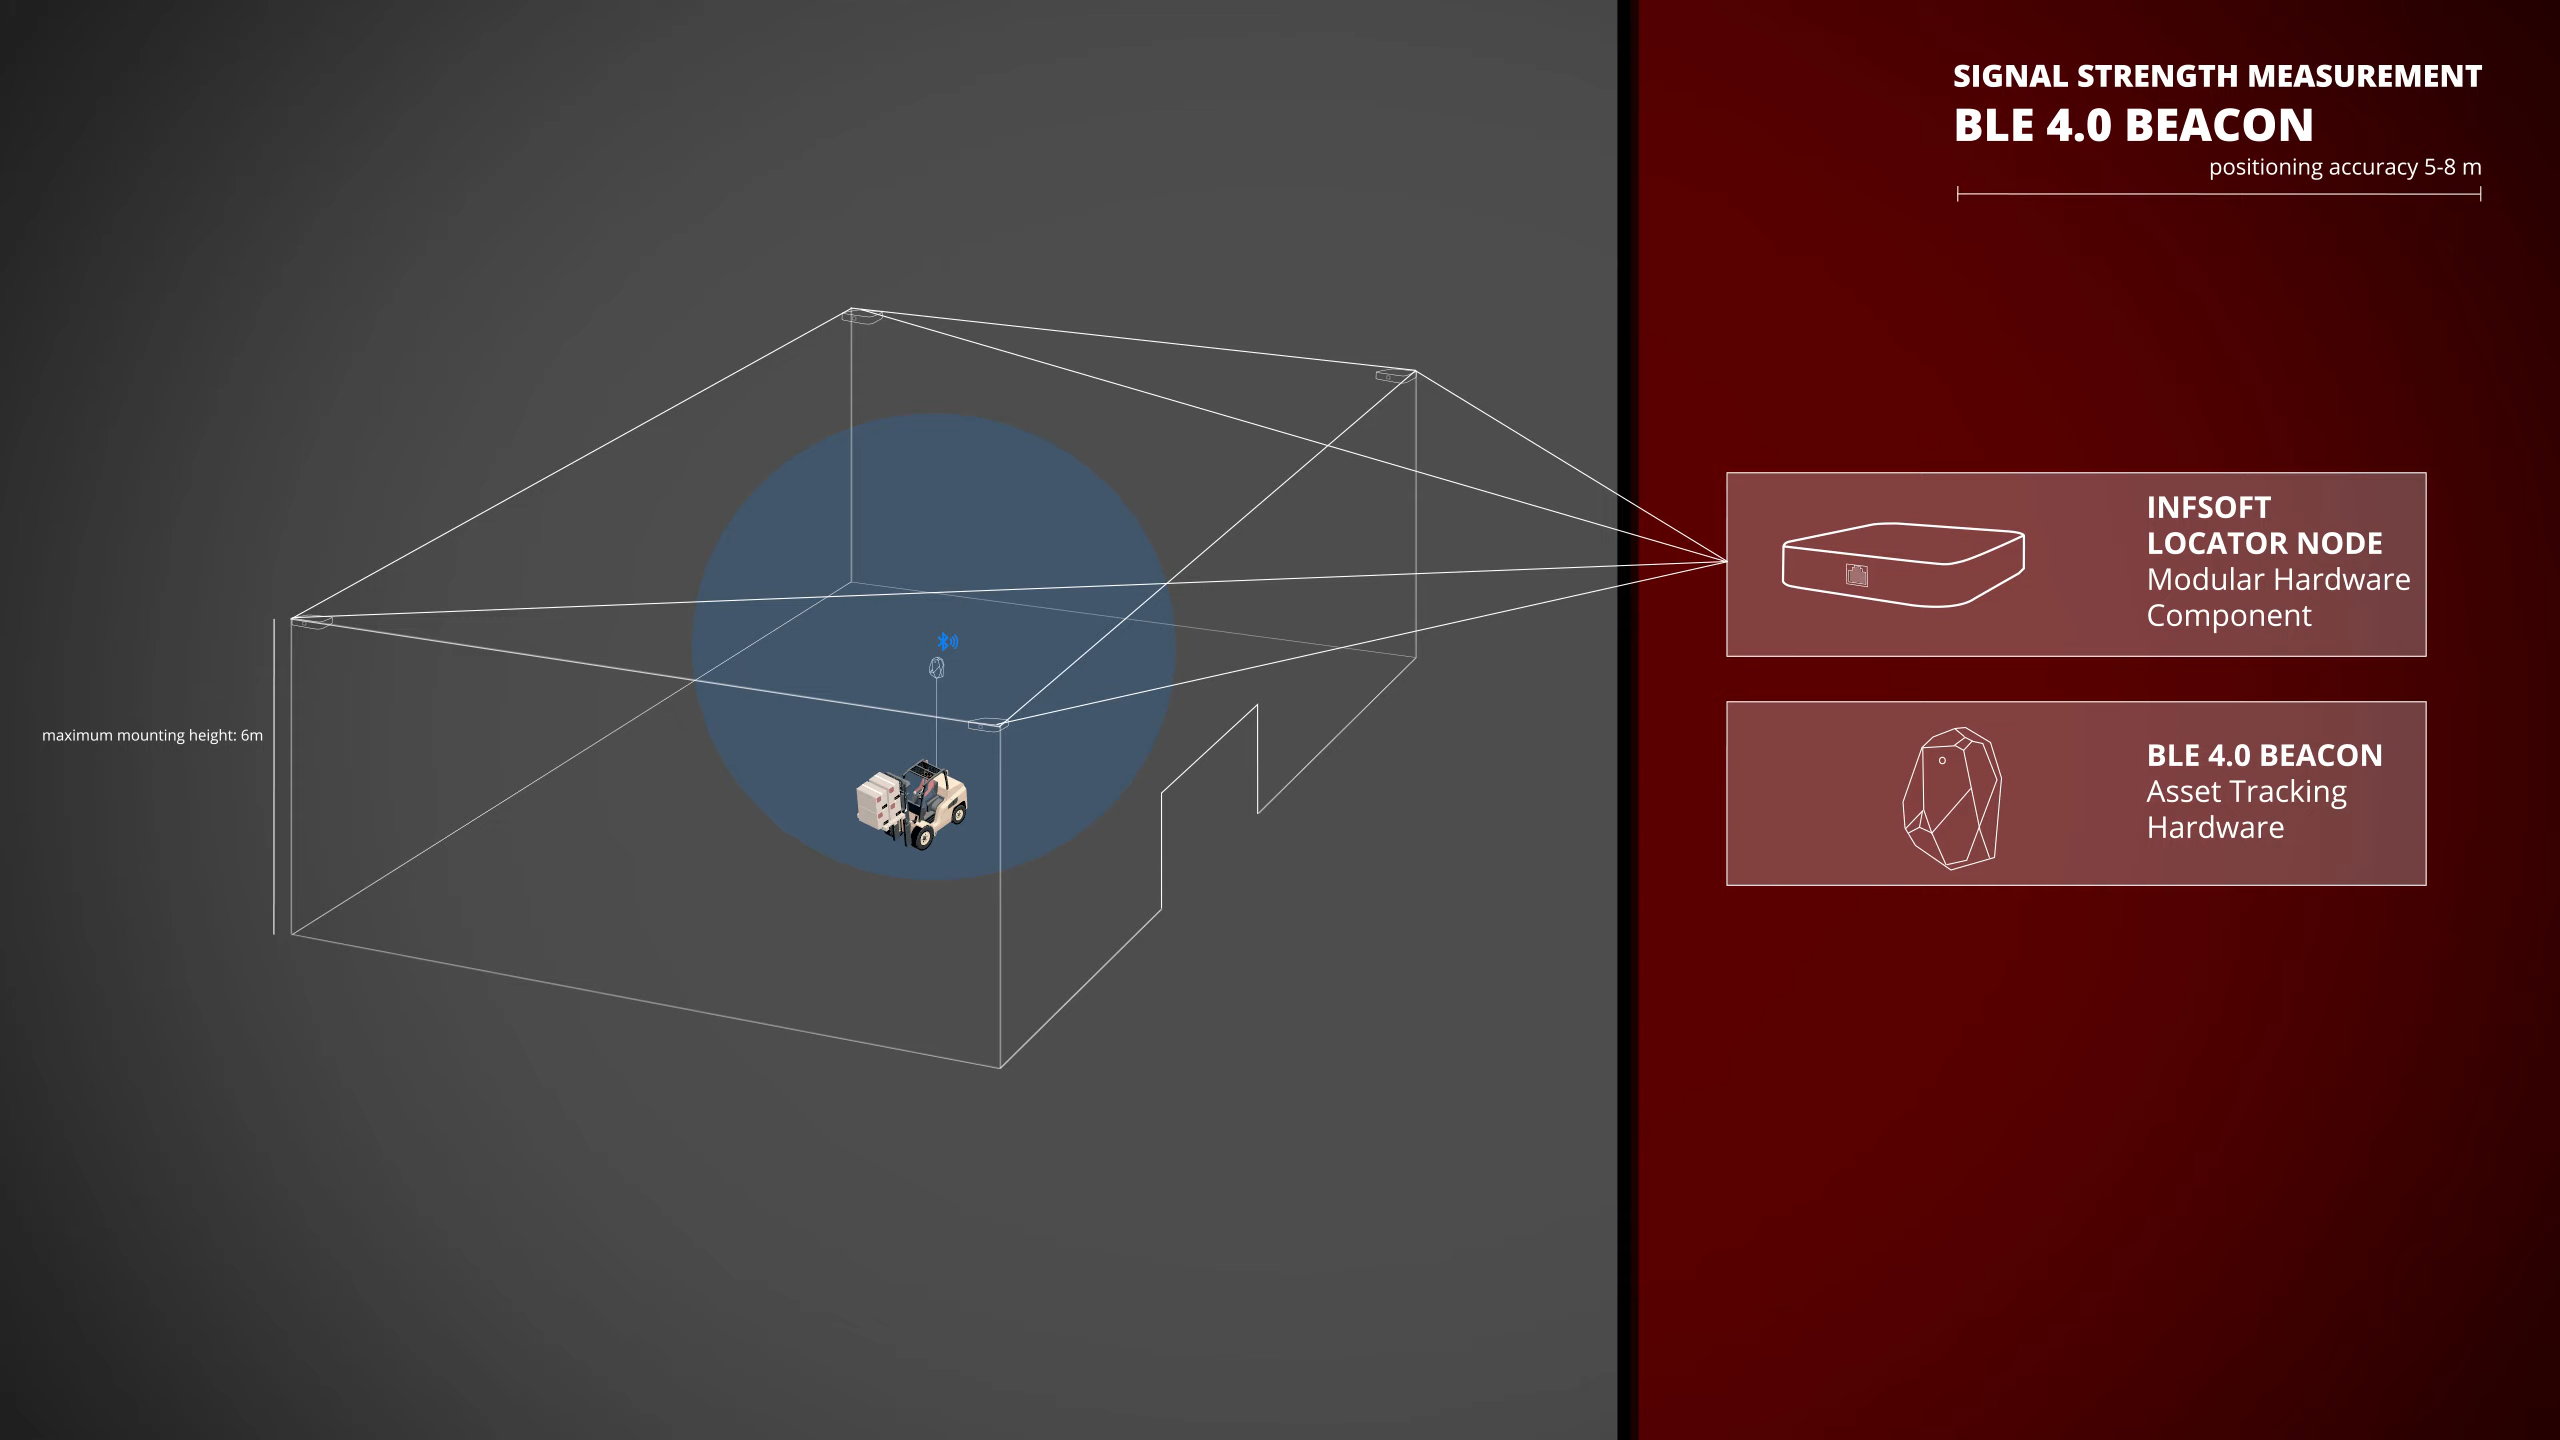 SIGNAL STRENGTH MEASUREMENT
BLE 4.0 BEACON
positioning accuracy 5-8 m
INFSOFT
LOCATOR NODE
Modular Hardware
Component
maximum mounting height: 6m
BLE 4.0 BEACON
Asset Tracking
Hardware